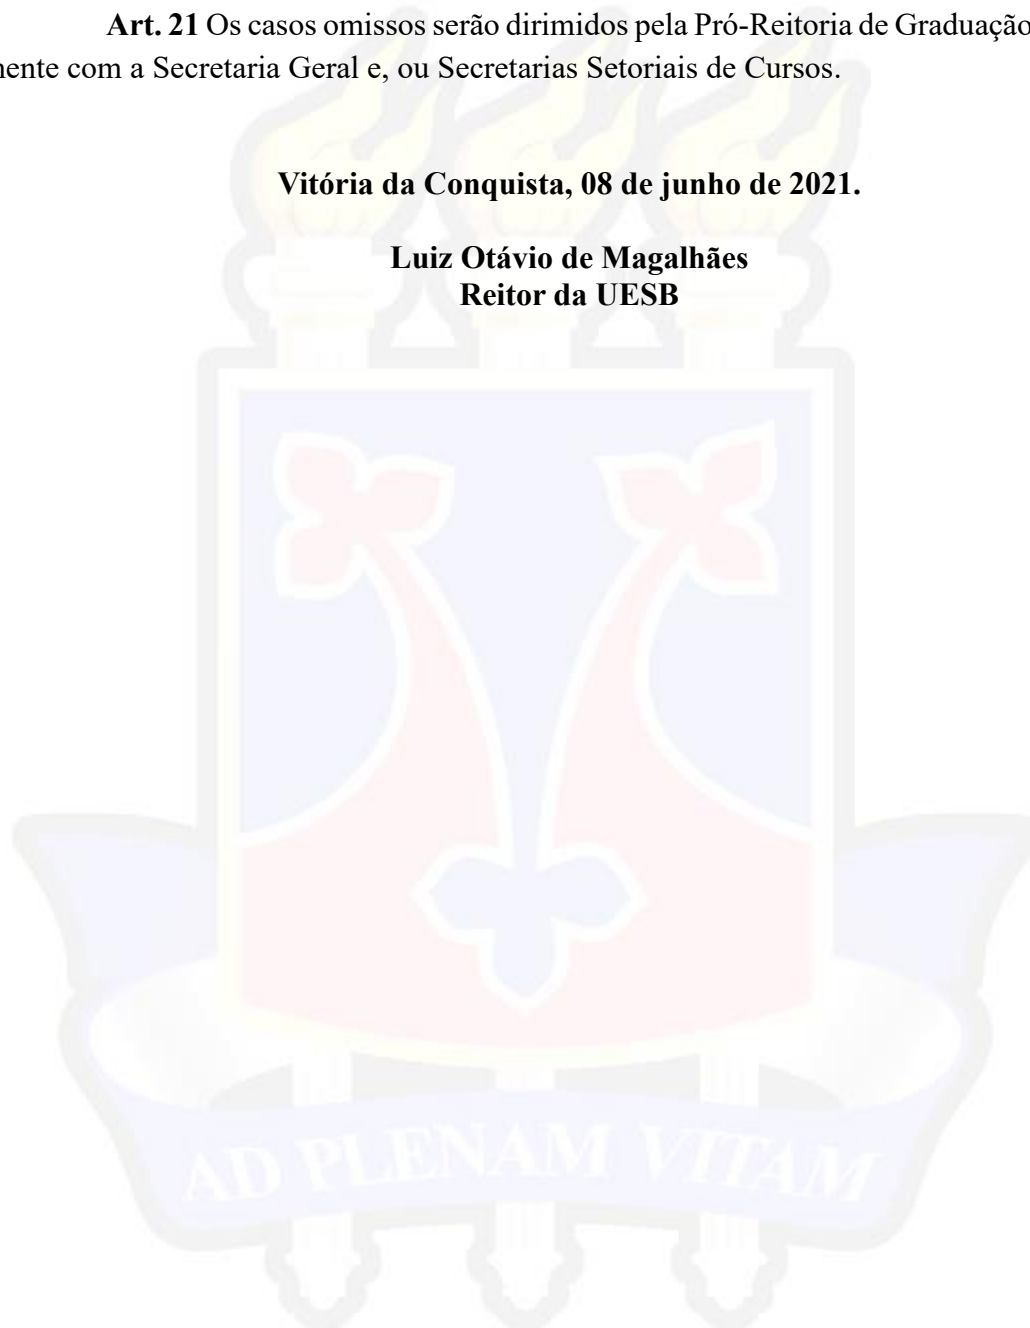 Art. 21 Os casos omissos serão dirimidos pela Pró-Reitoria de Graduação
mente com a Secretaria Geral e, ou Secretarias Setoriais de Cursos.
Vitória da Conquista, 08 de junho de 2021.
Luiz Otávio de Magalhães
Reitor da UESB
AD PLENAM VITAM